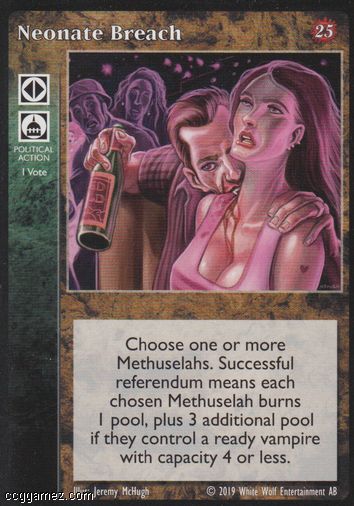 Neonate Breach
25
POLITICAL
ACTION
1 Vote
Choose one or more
Methuselahs. Successful
referendum means each
chosen Methuselah burns
1 pool, plus 3 additional pool
if they control a ready vampire
with capacity 4 or less.
Illus: Jeremy McHugh © 2019 White Wolf Entertainment AB
ccggamez.com